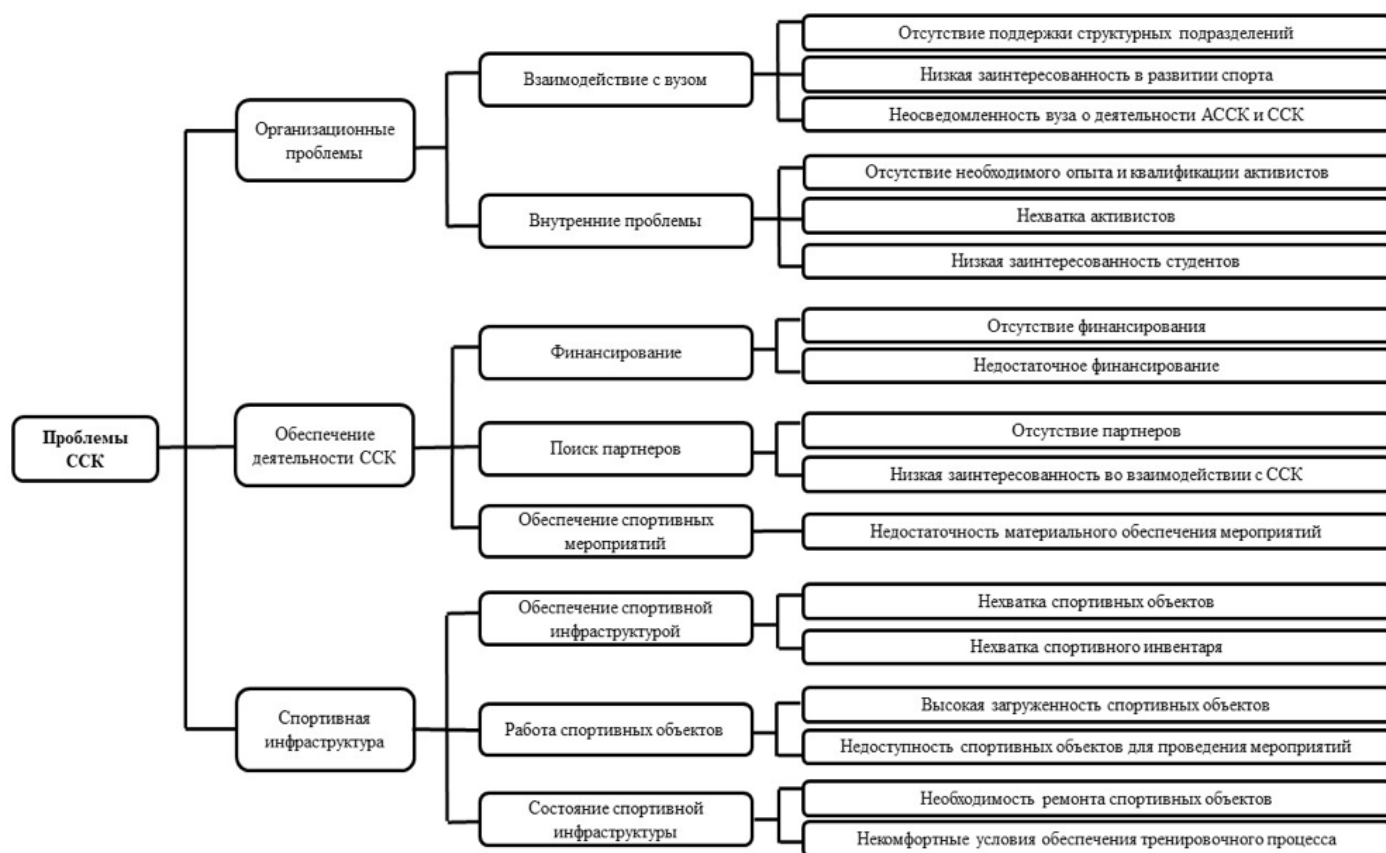 Проблемы
ССК
Организационные
проблемы
Взаимодействие с вузом
Отсутствие поддержки структурных подразделений
Низкая заинтересованность в развитии спорта
Неосведомленность вуза о деятельности АССК и ССК
Внутренние проблемы
Отсутствие необходимого опыта и квалификации активистов
Нехватка активистов
Низкая заинтересованность студентов
Обеспечение
деятельности ССК
Финансирование
Отсутствие финансирования
Недостаточное финансирование
Поиск партнеров
Отсутствие партнеров
Низкая заинтересованность во взаимодействии с ССК
Обеспечение спортивных
мероприятий
Недостаточность материального обеспечения мероприятий
Спортивная
инфраструктура
Обеспечение спортивной
инфраструктурой
Нехватка спортивных объектов
Нехватка спортивного инвентаря
Работа спортивных объектов
Высокая загруженность спортивных объектов
Недоступность спортивных объектов для проведения мероприятий
Состояние спортивной
инфраструктуры
Необходимость ремонта спортивных объектов
Некомфортные условия обеспечения тренировочного процесса